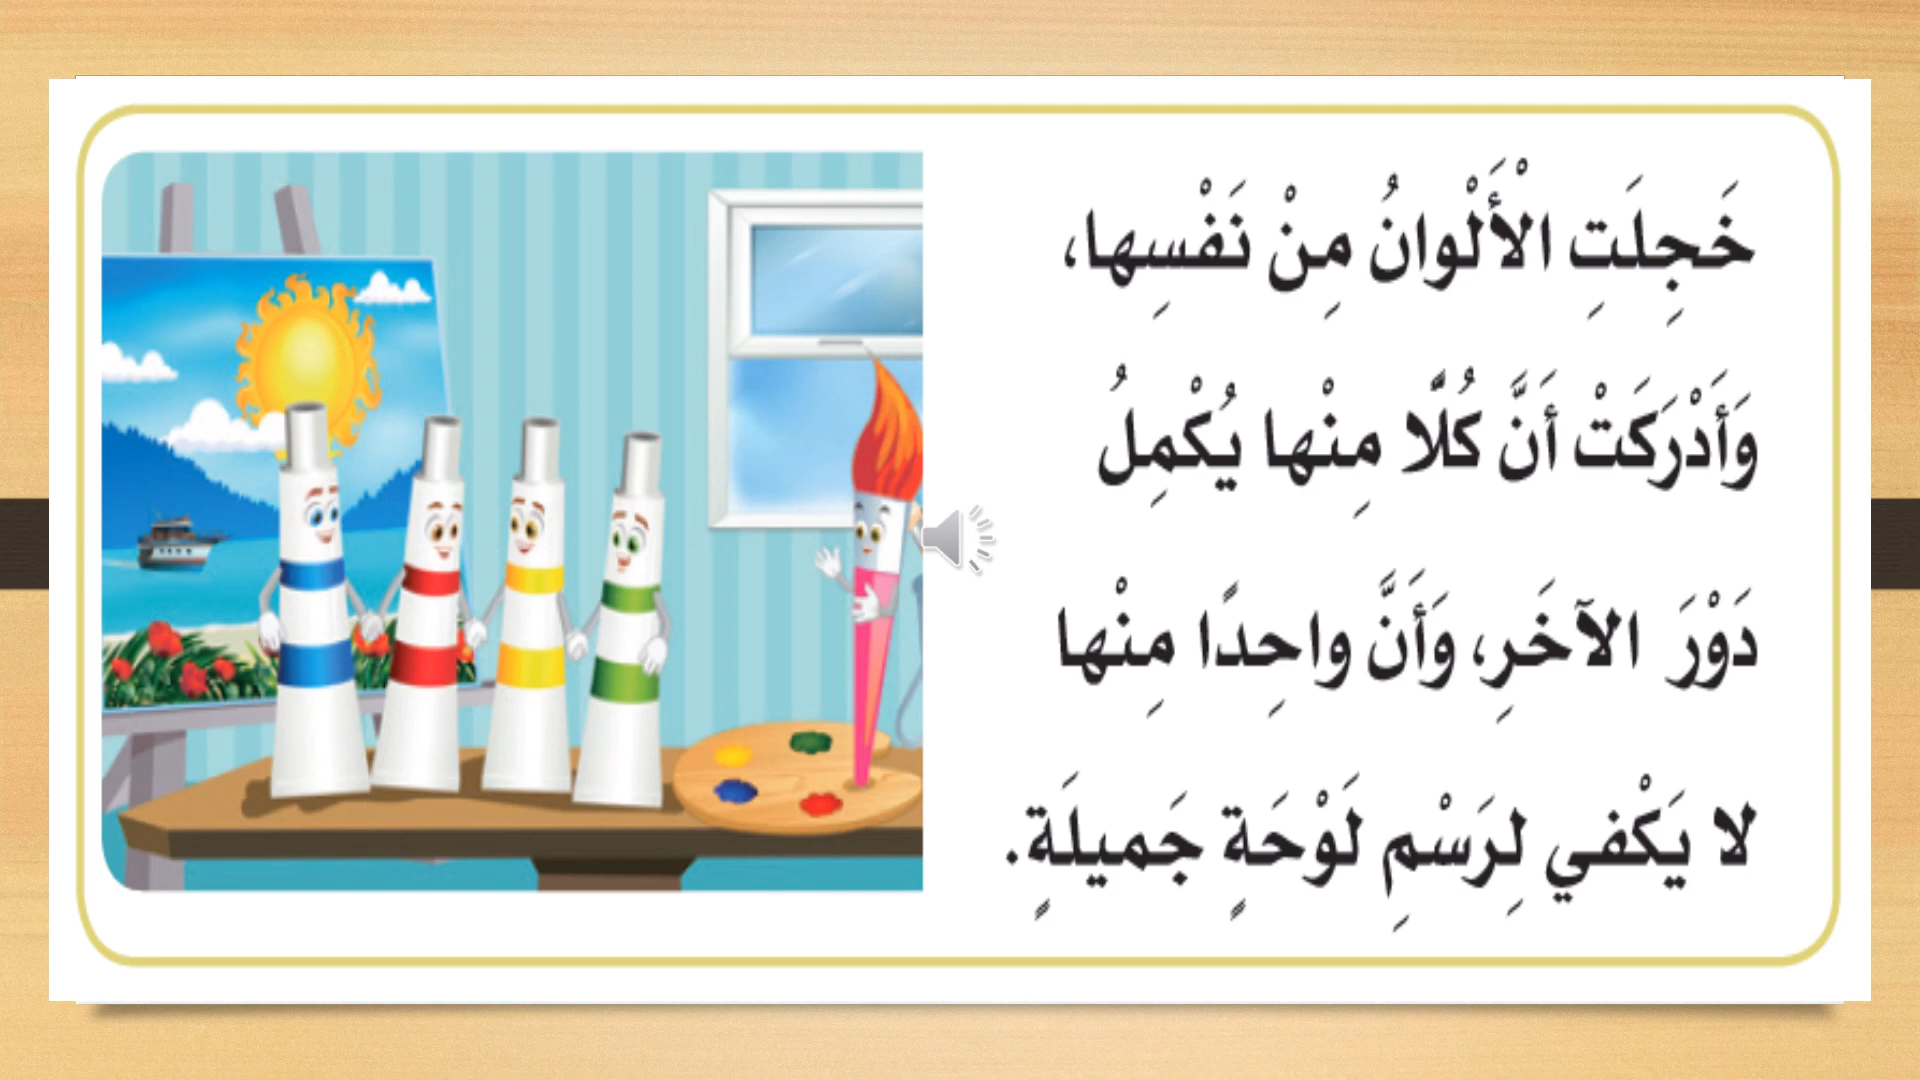 خَجِلَتِ الْأَلْوانُ مِنْ نَفْسِها،
وَأَدْرَكَتْ أَنَّ كُلًّا مِنْها يُكْمِلُ
دَوْرَ الآخَرِ، وَأَنَّ واحِدًا مِنْها
لا يَكْفي لِرَسْمِ لَوْحَةٍ جَميلَةٍ.